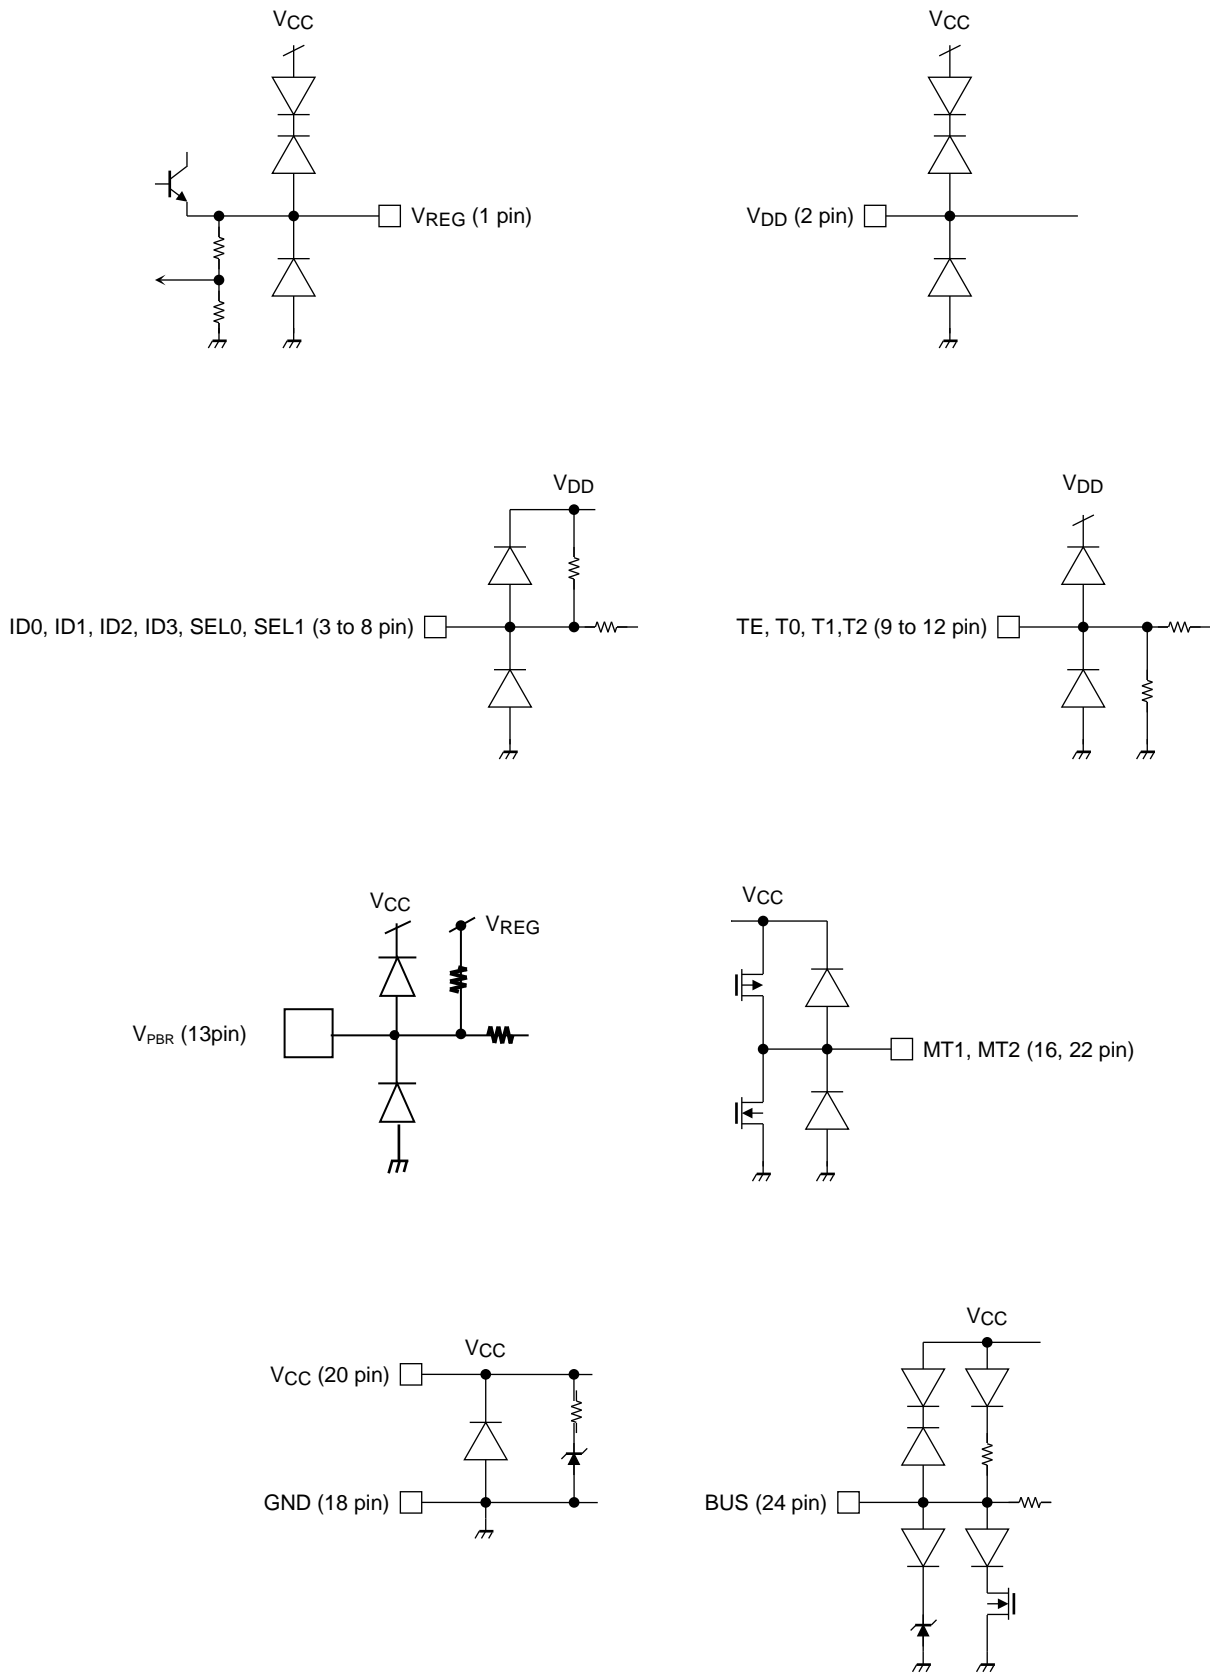 VCC
VCC
VREG (1 pin)
VDD (2 pin)
VDD
VDD
ID0, ID1, ID2, ID3, SEL0, SEL1 (3 to 8 pin)
TE, T0, T1,T2 (9 to 12 pin)
VCC
VREG
VCC
VPBR (13pin)
MT1, MT2 (16, 22 pin)
VCC
VCC
VCC (20 pin)
GND (18 pin)
BUS (24 pin)